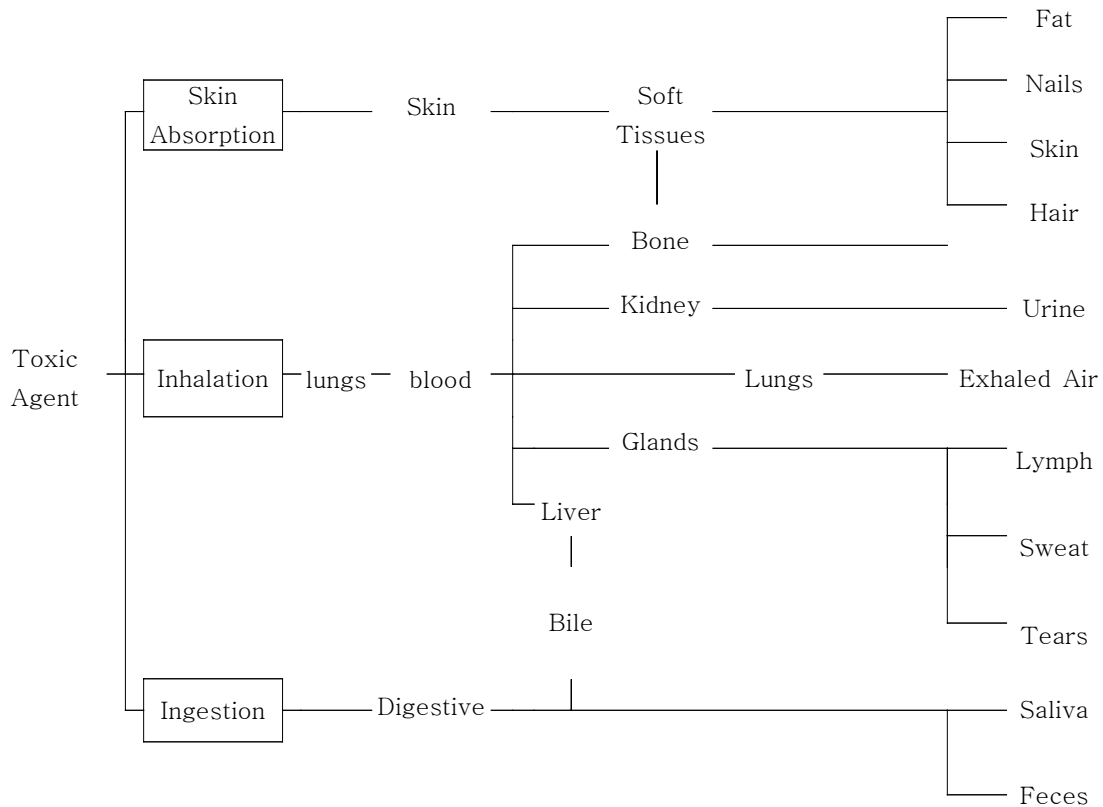 Fat
Skin
Absorption
Skin
Soft
Tissues
Nails
Skin
Hair
Bone
Kidney
Urine
Toxic
Agent
Inhalation
lungs
blood
Lungs
Exhaled Air
Glands
Lymph
Liver
Sweat
Bile
Tears
Ingestion
Digestive
Saliva
Feces